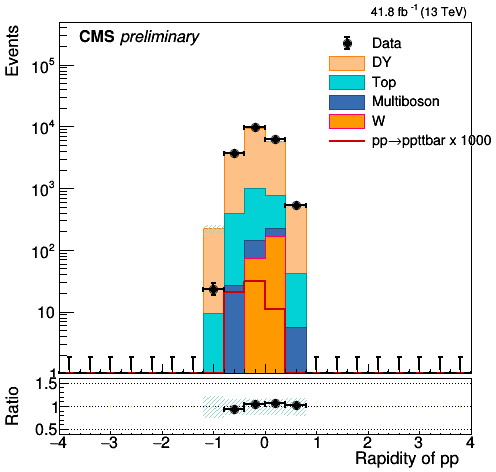 41.8 fb⁻¹ (13 TeV)
CMS preliminary
Events
Data
DY
Top
Multiboson
W
pp→ppttbar x 1000
10⁵
10⁴
10³
10²
10
1
Ratio
1.5
1
0.5
−4 −3 −2 −1 0 1 2 3 4
Rapidity of pp